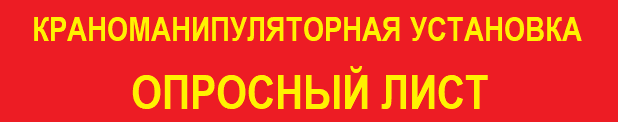 КРАНОМАНИПУЛЯТОРНАЯ УСТАНОВКА
ОПРОСНЫЙ ЛИСТ